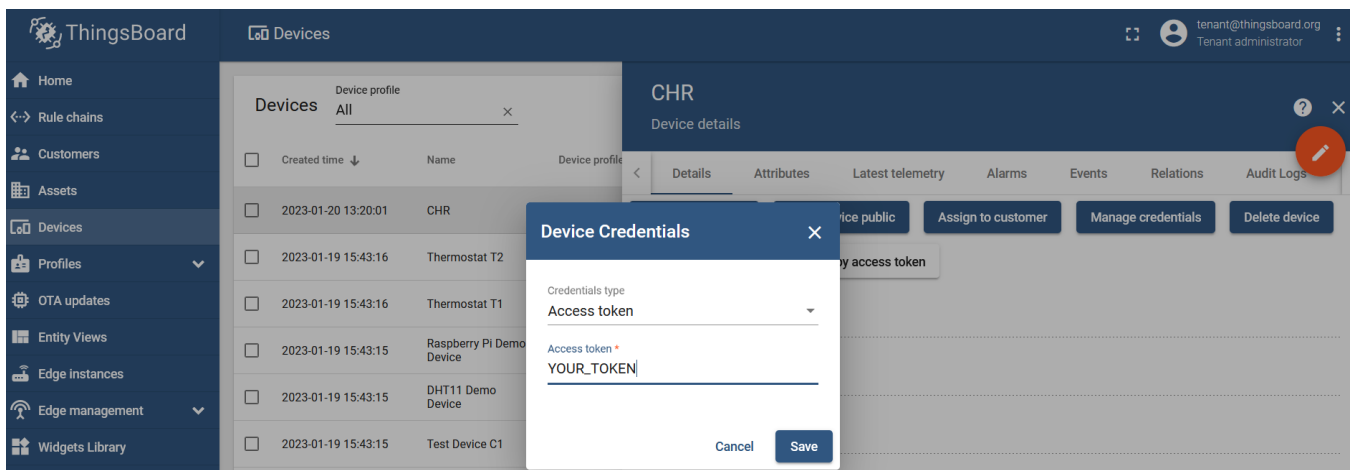 ThingsBoard
Devices
tenant@thingsboard.org
Tenant administrator
Home
Rule chains
Customers
Assets
Devices
Profiles
OTA updates
Entity Views
Edge instances
Edge management
Widgets Library
Devices
Device profile
All
Created time Name Device profile
2023-01-20 13:20:01 CHR
2023-01-19 15:43:16 Thermostat T2
2023-01-19 15:43:16 Thermostat T1
2023-01-19 15:43:15 Raspberry Pi Demo
Device
2023-01-19 15:43:15 DHT11 Demo
Device
2023-01-19 15:43:15 Test Device C1
CHR
Device details
Details Attributes Latest telemetry Alarms Events Relations Audit Logs
public Assign to customer Manage credentials Delete device
access token
Device Credentials
Credentials type
Access token
Access token *
YOUR_TOKEN
Cancel Save